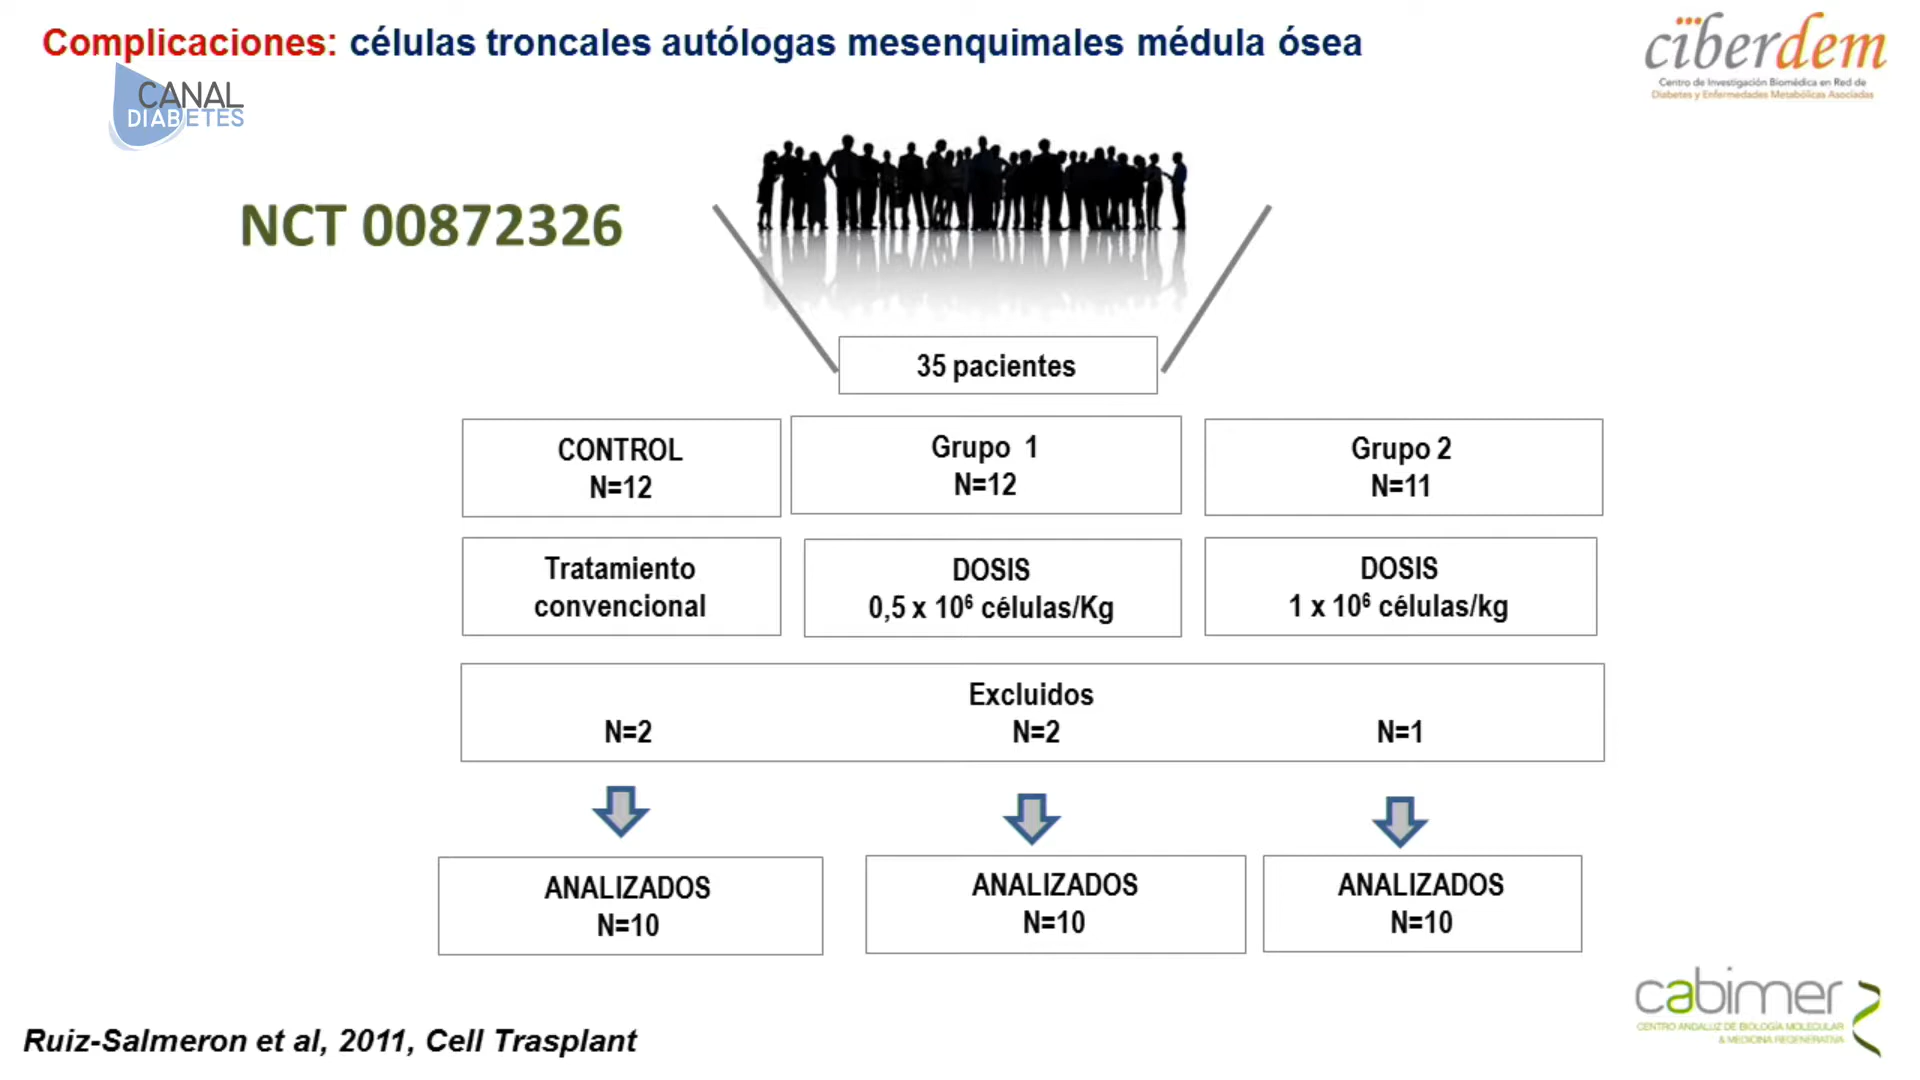 Complicaciones: células troncales autólogas mesenquimales médula ósea
ciberdem
Centro de Investigación Biomédica en Red de
Diabetes y Enfermedades Metabólicas Asociadas
CANAL
DIABETES
NCT 00872326
35 pacientes
CONTROL
N=12
Grupo 1
N=12
Grupo 2
N=11
Tratamiento
convencional
DOSIS
0,5 x 10⁶ células/Kg
DOSIS
1 x 10⁶ células/kg
Excluidos
N=2 N=2 N=1
ANALIZADOS
N=10
ANALIZADOS
N=10
ANALIZADOS
N=10
cabimer
CENTRO ANDALUZ DE BIOLOGÍA MOLECULAR
& MEDICINA REGENERATIVA
Ruiz-Salmeron et al, 2011, Cell Trasplant